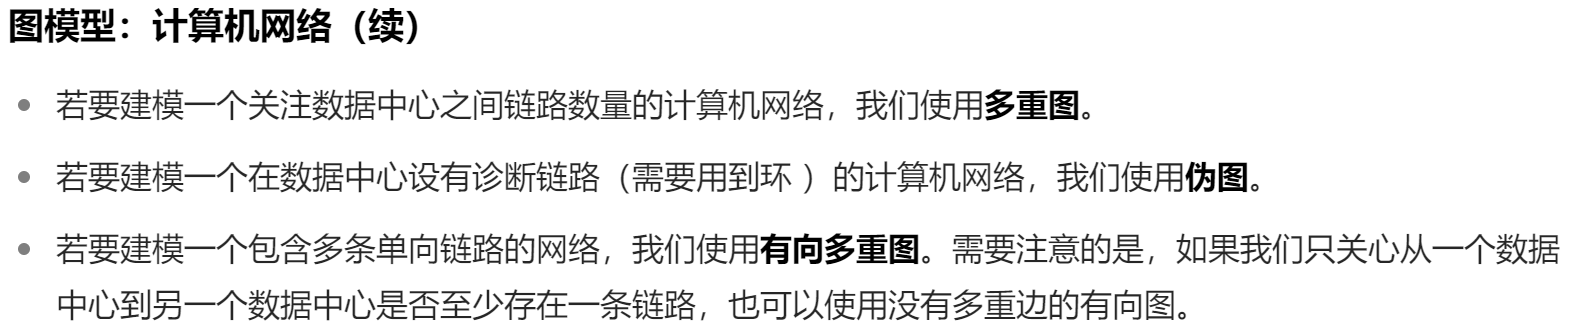 图模型：计算机网络（续）
若要建模一个关注数据中心之间链路数量的计算机网络，我们使用多重图。
若要建模一个在数据中心设有诊断链路（需要用到环 ）的计算机网络，我们使用伪图。
若要建模一个包含多条单向链路的网络，我们使用有向多重图。需要注意的是，如果我们只关心从一个数据
中心到另一个数据中心是否至少存在一条链路，也可以使用没有多重边的有向图。